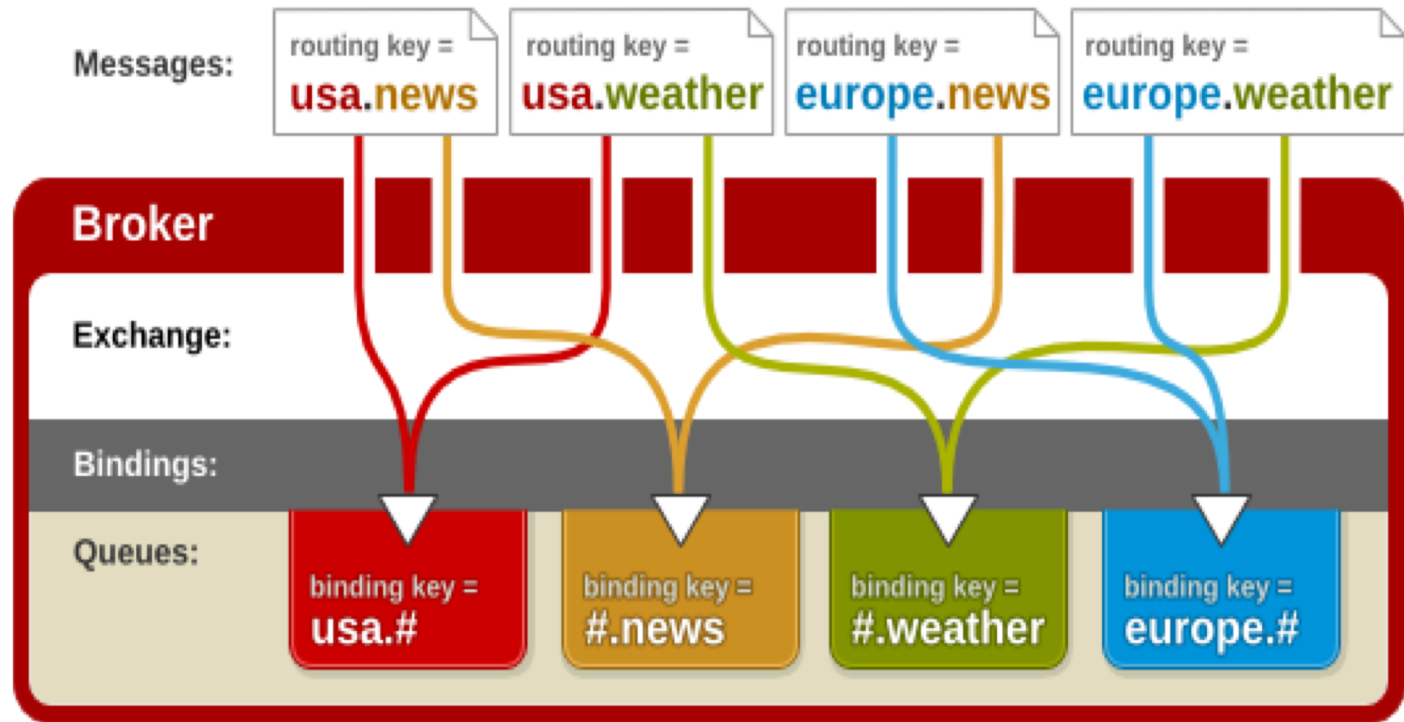 Messages:
routing key =
usa.news
routing key =
usa.weather
routing key =
europe.news
routing key =
europe.weather
Broker
Exchange:
Bindings:
Queues:
binding key =
usa.#
binding key =
#.news
binding key =
#.weather
binding key =
europe.#